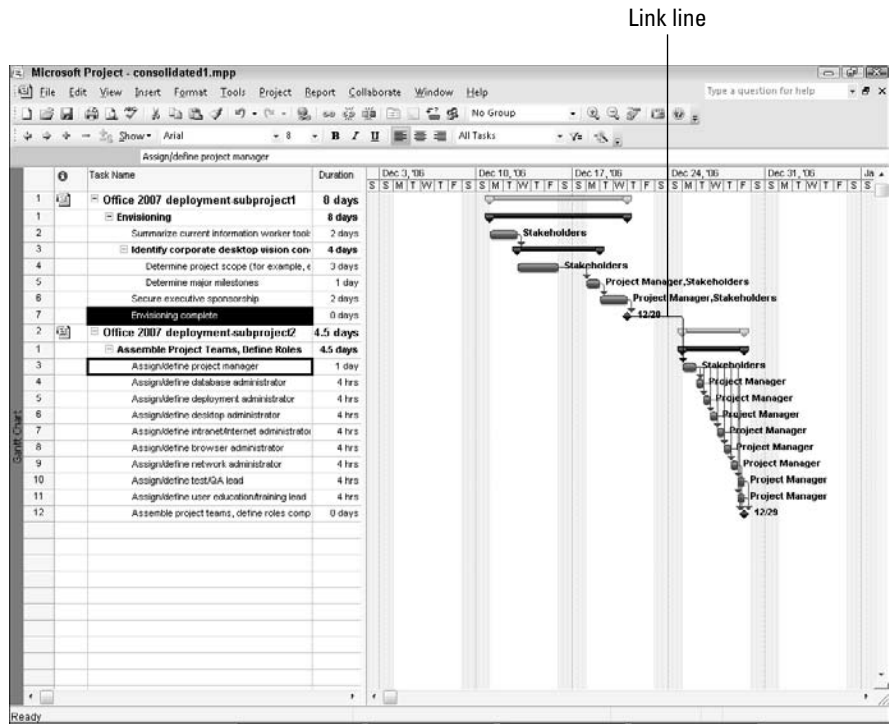 Link line
Microsoft Project - consolidated1.mpp
File Edit View Insert Format Tools Project Report Collaborate Window Help
Type a question for help
No Group
Show Arial 8 B I U All Tasks
Assign/define project manager
Task Name Duration Dec 3, '06 Dec 10, '06 Dec 17, '06 Dec 24, '06 Dec 31, '06 Ja
S S M T W T F S S M T W T F S S M T W T F S S M T W T F S S M T W T F S S
1 Office 2007 deployment-subproject1 8 days
1 Envisioning 8 days
2 Summarize current information worker tools 2 days Stakeholders
3 Identify corporate desktop vision con 4 days
4 Determine project scope (for example, e 3 days Stakeholders
5 Determine major milestones 1 day Project Manager,Stakeholders
6 Secure executive sponsorship 2 days Project Manager,Stakeholders
7 Envisioning complete 0 days 12/20
2 Office 2007 deployment-subproject2 4.5 days
1 Assemble Project Teams, Define Roles 4.5 days
3 Assign/define project manager 1 day Stakeholders
4 Assign/define database administrator 4 hrs Project Manager
5 Assign/define deployment administrator 4 hrs Project Manager
6 Assign/define desktop administrator 4 hrs Project Manager
7 Assign/define intranet/Internet administrator 4 hrs Project Manager
8 Assign/define browser administrator 4 hrs Project Manager
9 Assign/define network administrator 4 hrs Project Manager
10 Assign/define test/QA lead 4 hrs Project Manager
11 Assign/define user education/training lead 4 hrs Project Manager
12 Assemble project teams, define roles comp 0 days 12/29
Gantt Chart
Ready